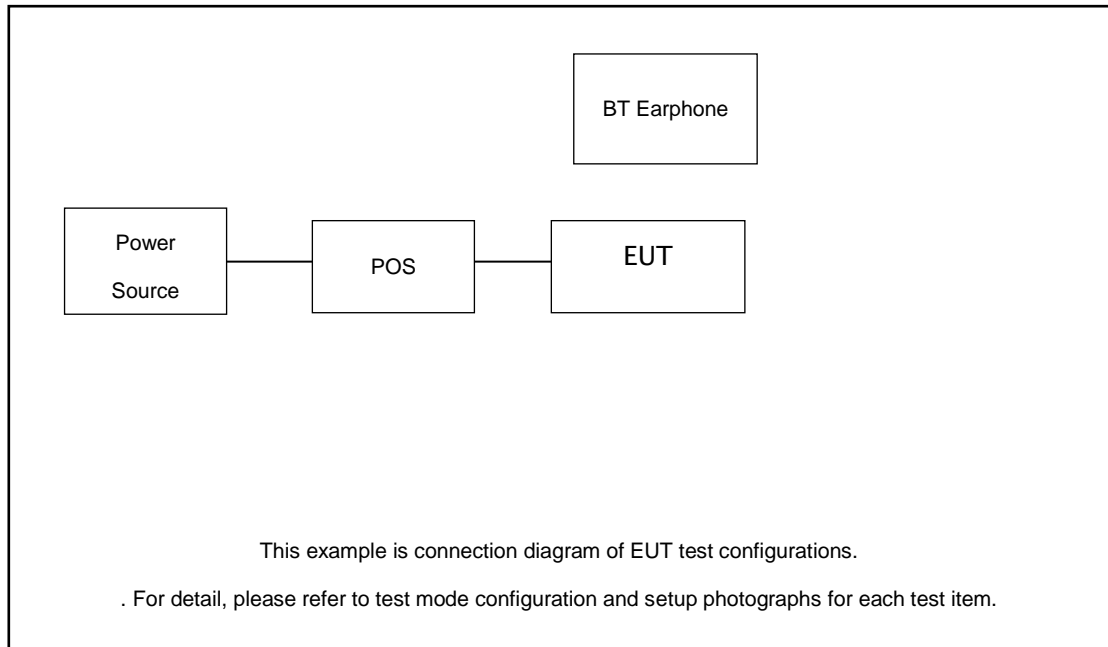 BT Earphone
Power
Source
POS
EUT
This example is connection diagram of EUT test configurations.
. For detail, please refer to test mode configuration and setup photographs for each test item.